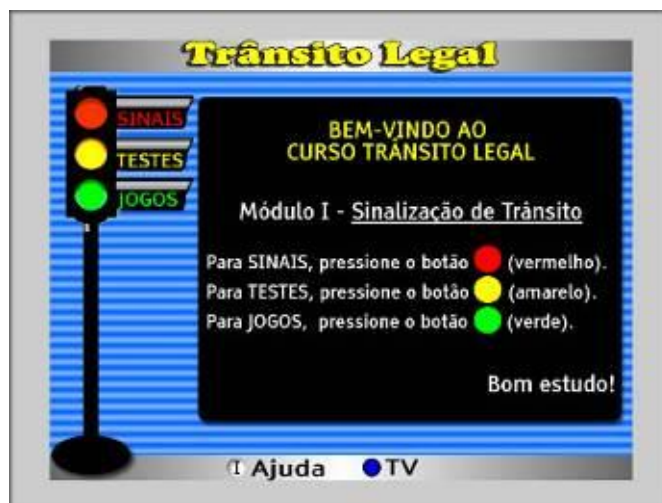 Trânsito Legal
SINAIS
TESTES
JOGOS
BEM-VINDO AO
CURSO TRÂNSITO LEGAL
Módulo I - Sinalização de Trânsito
Para SINAIS, pressione o botão (vermelho).
Para TESTES, pressione o botão (amarelo).
Para JOGOS, pressione o botão (verde).
Bom estudo!
I Ajuda TV